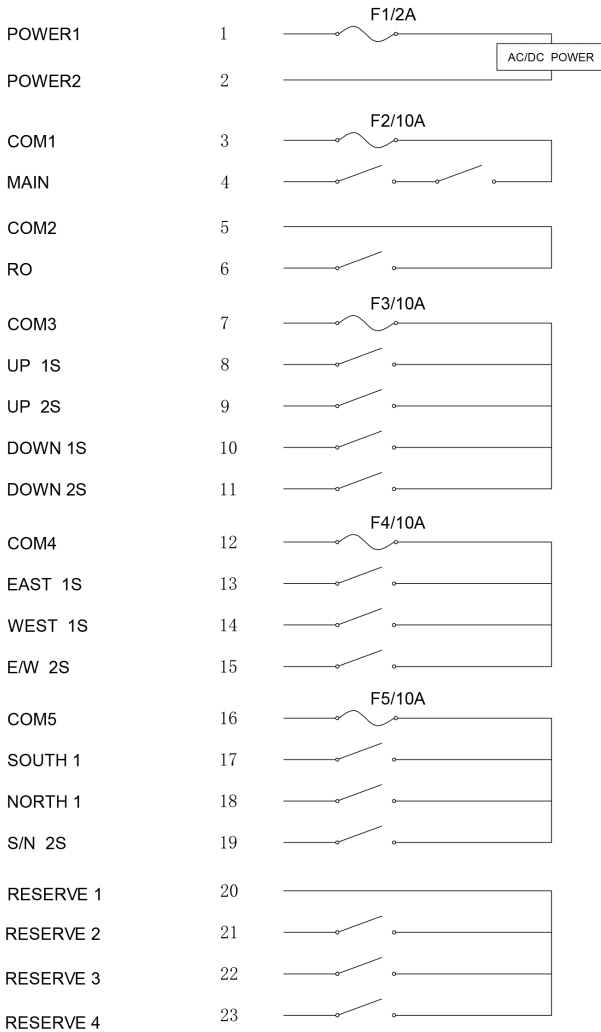 F1/2A
POWER1 1
AC/DC POWER
POWER2 2
F2/10A
COM1 3
MAIN 4
COM2 5
RO 6
F3/10A
COM3 7
UP 1S 8
UP 2S 9
DOWN 1S 10
DOWN 2S 11
F4/10A
COM4 12
EAST 1S 13
WEST 1S 14
E/W 2S 15
F5/10A
COM5 16
SOUTH 1 17
NORTH 1 18
S/N 2S 19
RESERVE 1 20
RESERVE 2 21
RESERVE 3 22
RESERVE 4 23